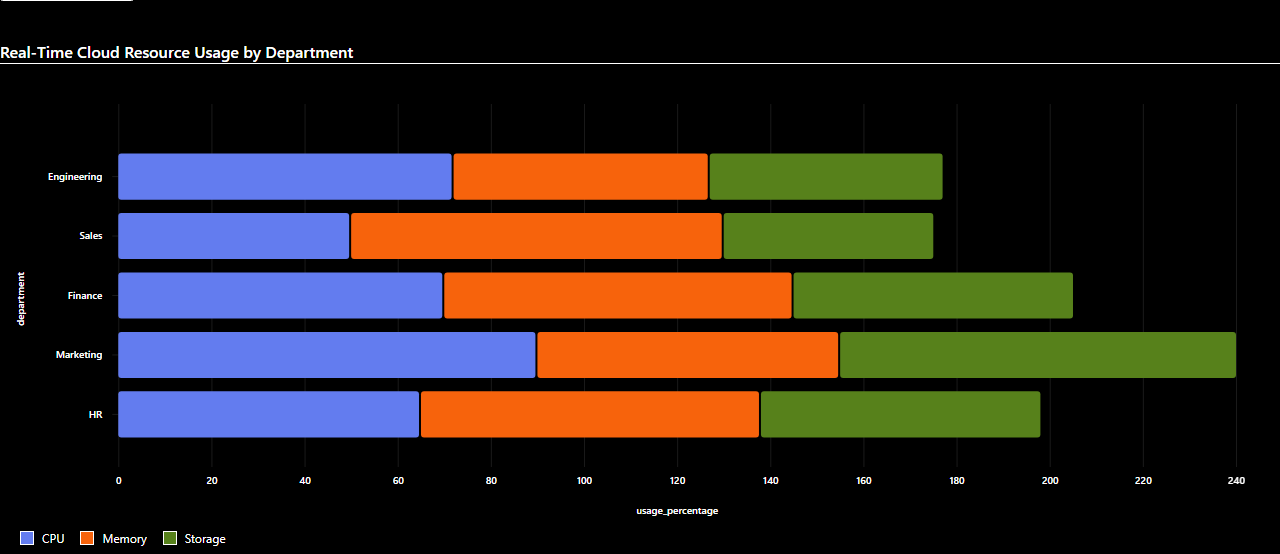 Real-Time Cloud Resource Usage by Department
Engineering
Sales
Finance
Marketing
HR
department
0 20 40 60 80 100 120 140 160 180 200 220 240
usage_percentage
CPU Memory Storage